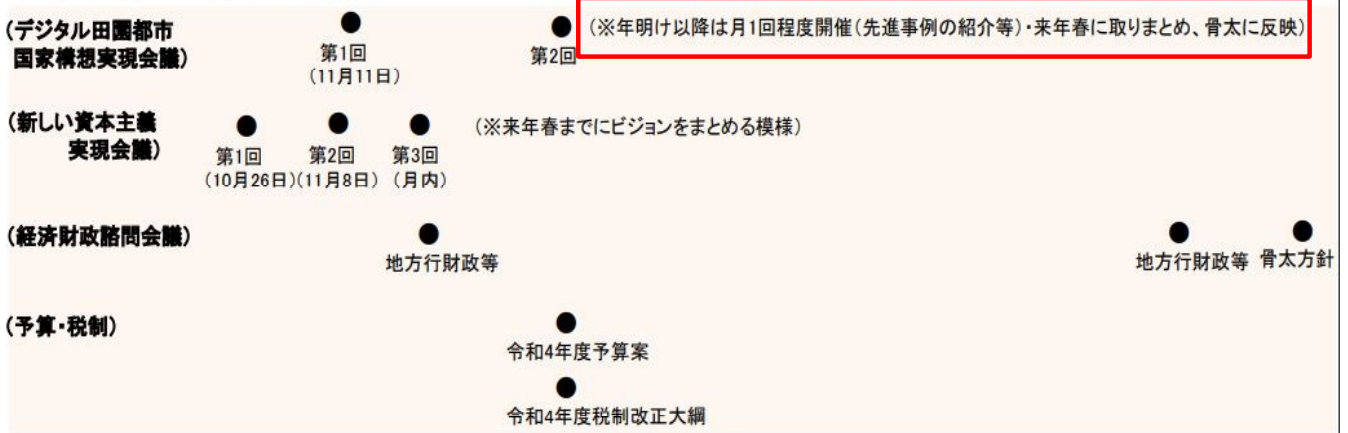 (デジタル田園都市
国家構想実現会議)
第1回
(11月11日)
第2回
(※年明け以降は月1回程度開催(先進事例の紹介等)・来年春に取りまとめ、骨太に反映)
(新しい資本主義
実現会議)
第1回
(10月26日)
第2回
(11月8日)
第3回
(月内)
(※来年春までにビジョンをまとめる模様)
(経済財政諮問会議)
地方行財政等
地方行財政等
骨太方針
(予算・税制)
令和4年度予算案
令和4年度税制改正大綱